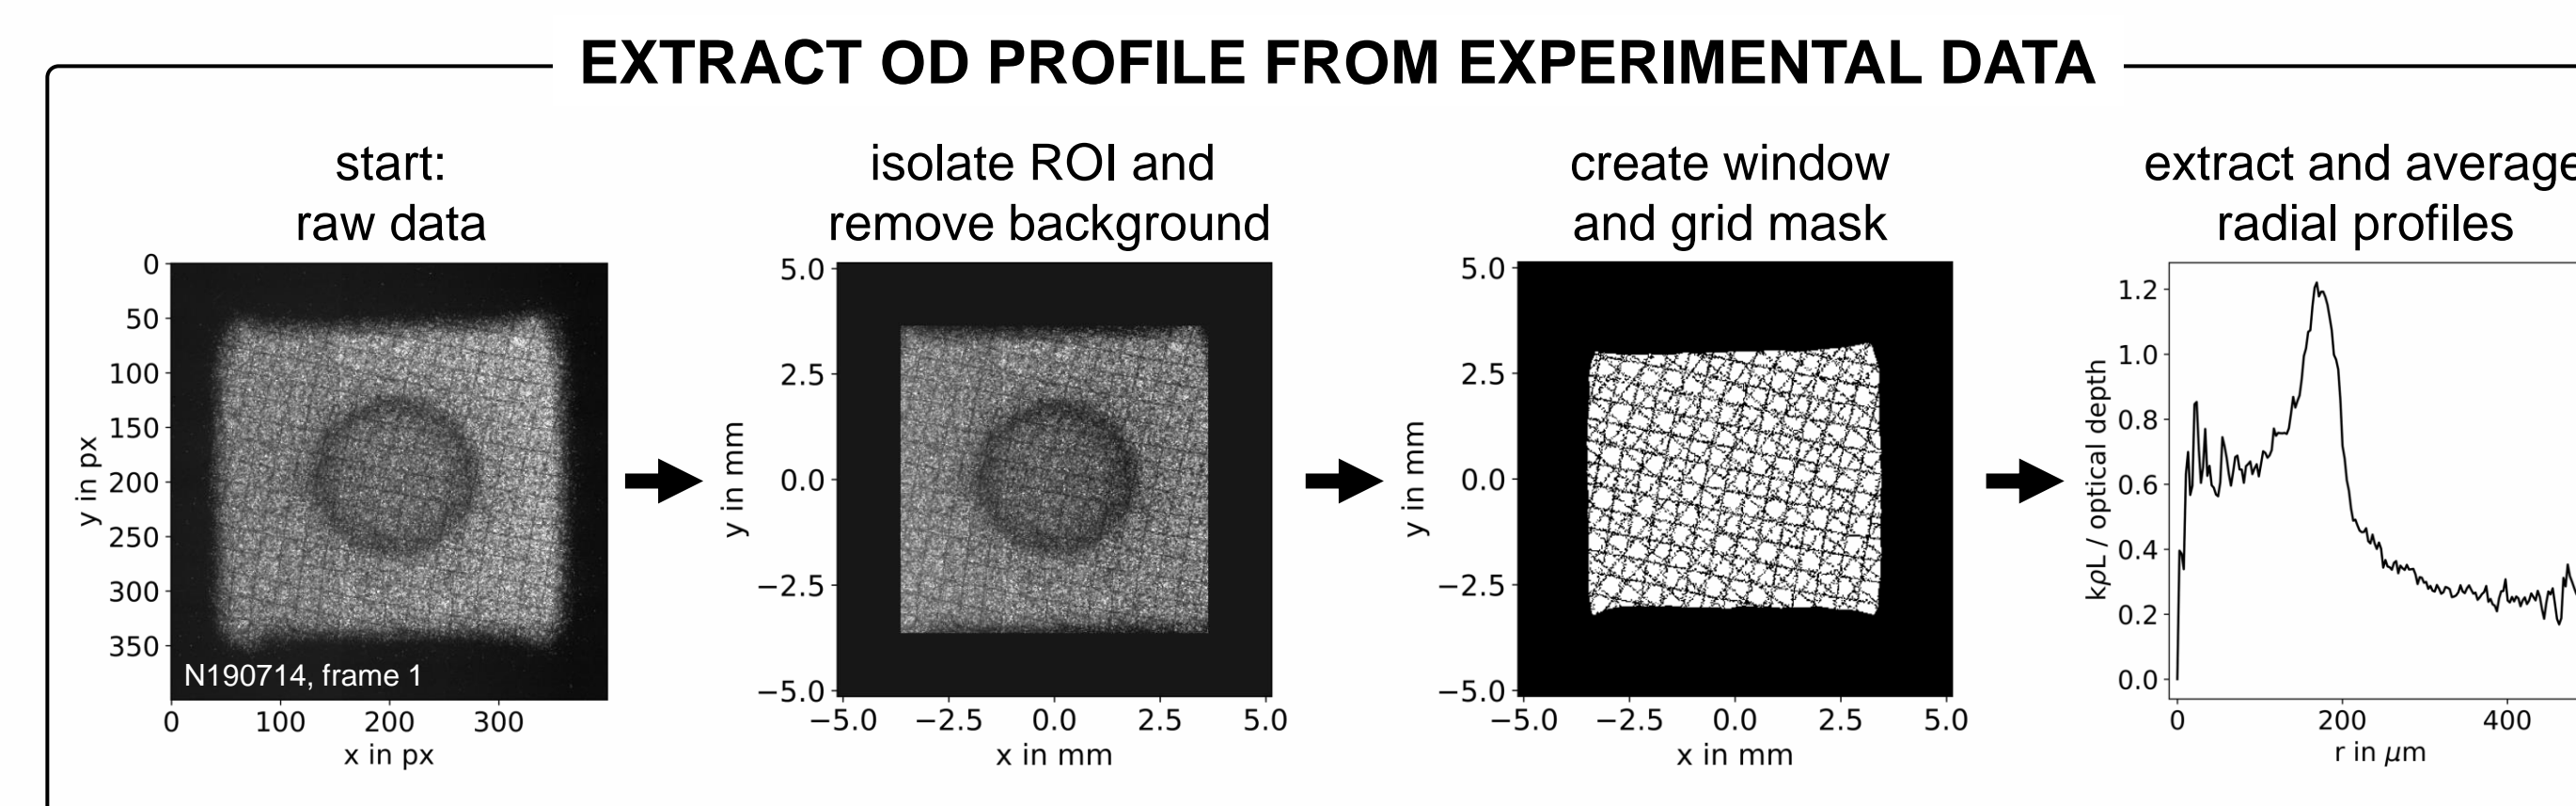 EXTRACT OD PROFILE FROM EXPERIMENTAL DATA
start:
raw data
0
50
100
150
200
250
300
350
y in px
N190714, frame 1
0 100 200 300
x in px
isolate ROI and
remove background
5.0
2.5
0.0
−2.5
−5.0
y in mm
−5.0 −2.5 0.0 2.5 5.0
x in mm
create window
and grid mask
5.0
2.5
0.0
−2.5
−5.0
y in mm
−5.0 −2.5 0.0 2.5 5.0
x in mm
extract and average
radial profiles
1.2
1.0
0.8
0.6
0.4
0.2
0.0
kρL / optical depth
0 200 400
r in μm